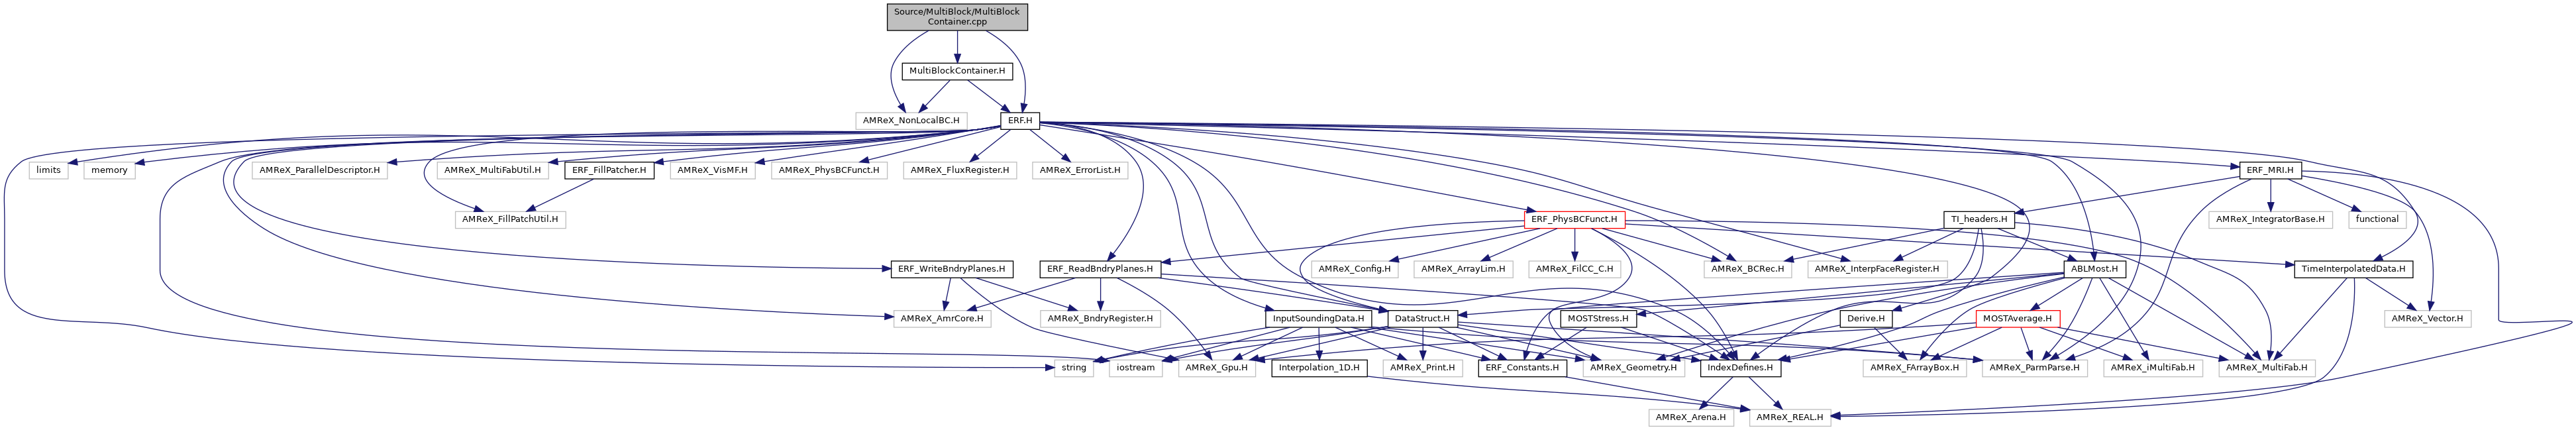 Source/MultiBlock/MultiBlock
Container.cpp
MultiBlockContainer.H
AMReX_NonLocalBC.H
ERF.H
limits
memory
AMReX_ParallelDescriptor.H
AMReX_MultiFabUtil.H
ERF_FillPatcher.H
AMReX_VisMF.H
AMReX_PhysBCFunct.H
AMReX_FluxRegister.H
AMReX_ErrorList.H
ERF_MRI.H
AMReX_FillPatchUtil.H
ERF_PhysBCFunct.H
TI_headers.H
AMReX_IntegratorBase.H
functional
ERF_WriteBndryPlanes.H
ERF_ReadBndryPlanes.H
AMReX_Config.H
AMReX_ArrayLim.H
AMReX_FilCC_C.H
AMReX_BCRec.H
AMReX_InterpFaceRegister.H
ABLMost.H
TimeInterpolatedData.H
AMReX_AmrCore.H
AMReX_BndryRegister.H
InputSoundingData.H
DataStruct.H
MOSTStress.H
Derive.H
MOSTAverage.H
AMReX_Vector.H
string
iostream
AMReX_Gpu.H
Interpolation_1D.H
AMReX_Print.H
ERF_Constants.H
AMReX_Geometry.H
IndexDefines.H
AMReX_FArrayBox.H
AMReX_ParmParse.H
AMReX_iMultiFab.H
AMReX_MultiFab.H
AMReX_Arena.H
AMReX_REAL.H